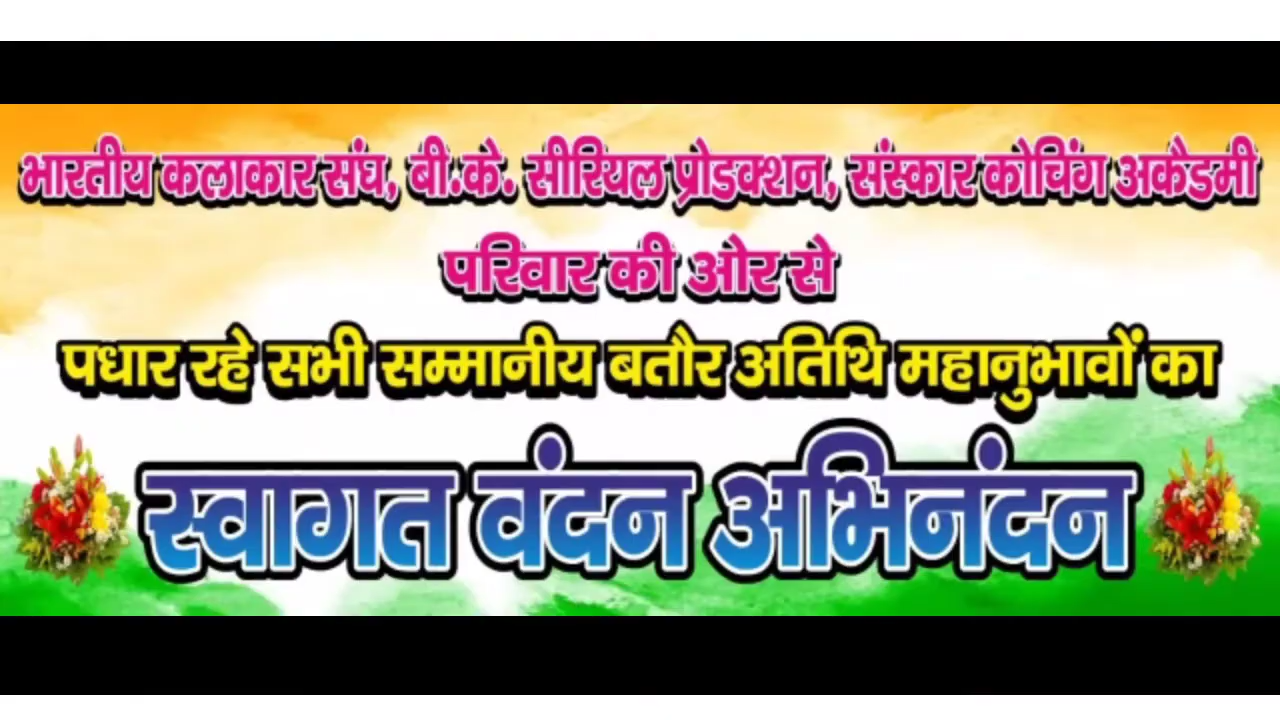 भारतीय कलाकार संघ, बी.के. सीरियल प्रोडक्शन, संस्कार कोचिंग अकैडमी
परिवार की ओर से
पधार रहे सभी सम्मानीय बतौर अतिथि महानुभावों का
स्वागत वंदन अभिनंदन